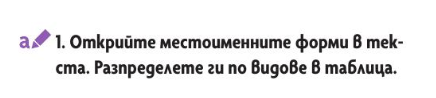 а 1. Открийте местоименните форми в тек-
ста. Разпределете ги по видове в таблица.